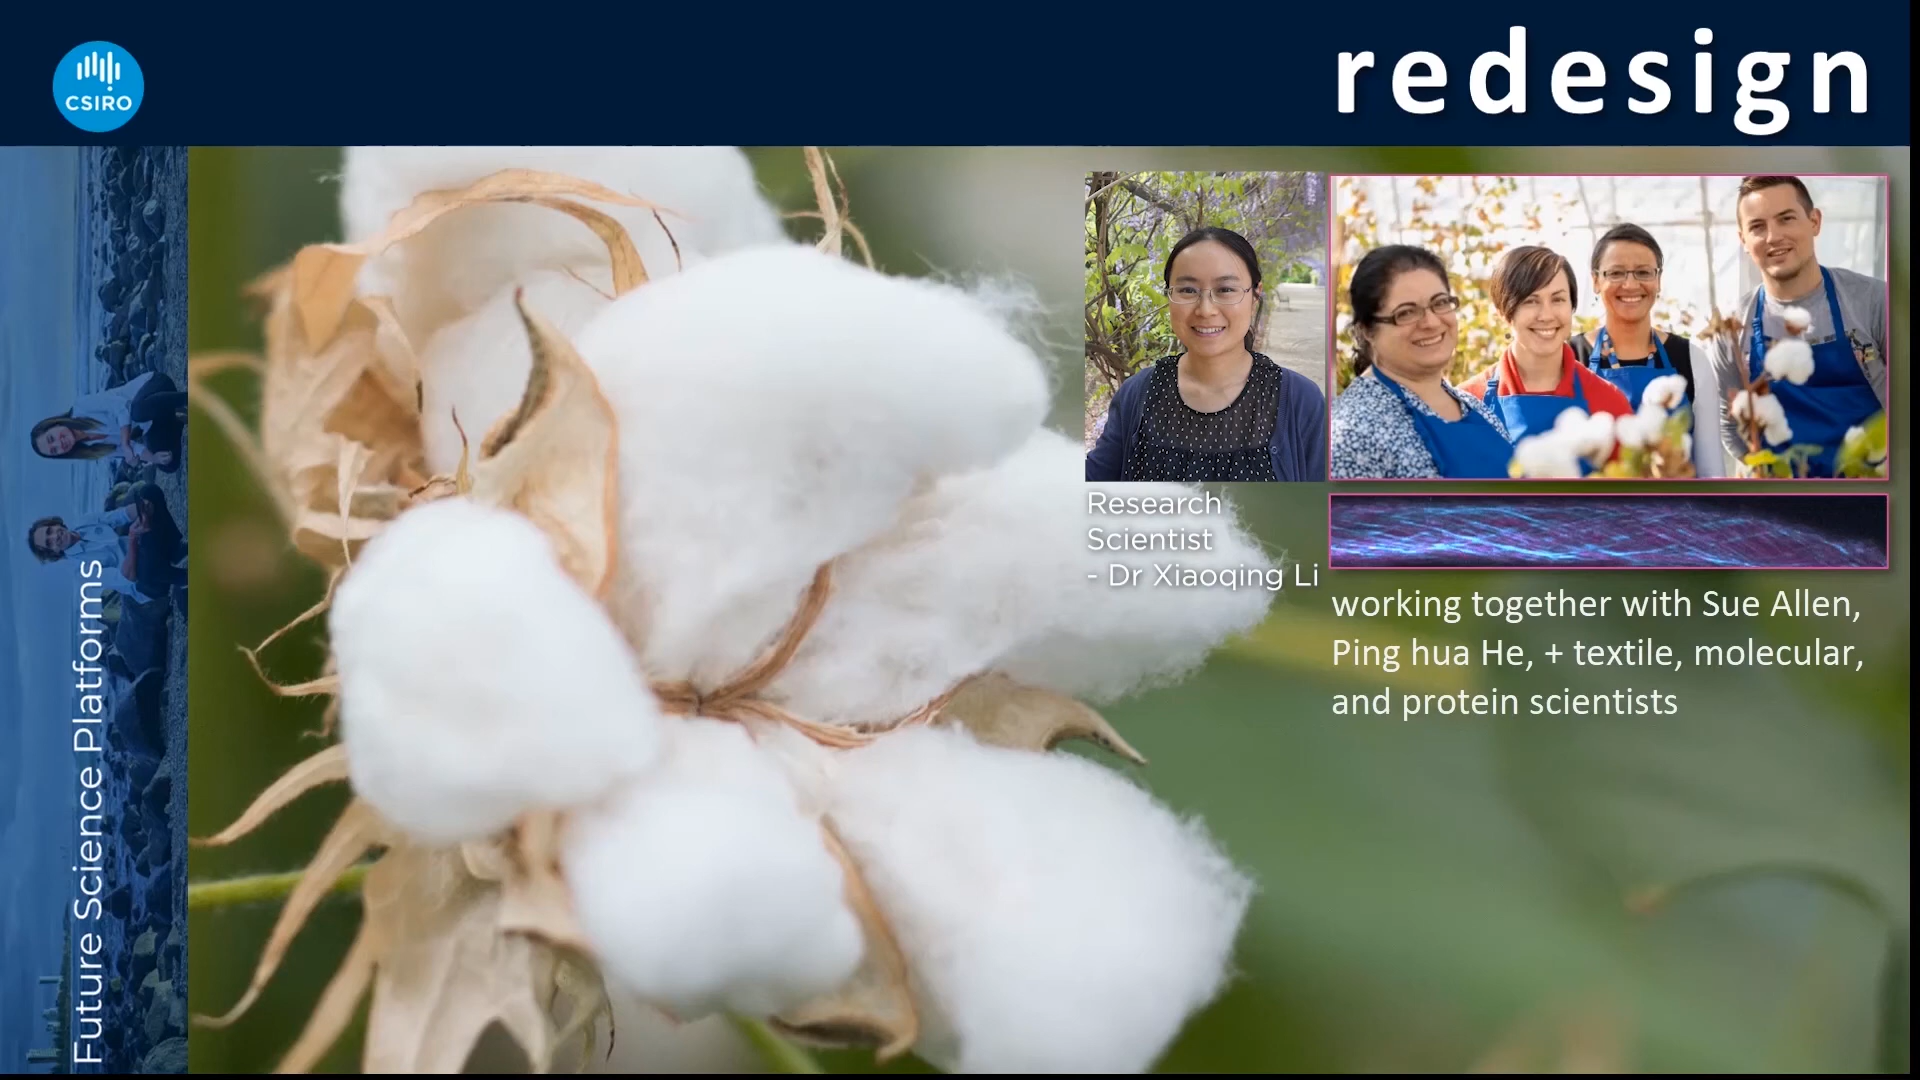 CSIRO
redesign
Future Science Platforms
Research
Scientist
- Dr Xiaoqing Li
working together with Sue Allen,
Ping hua He, + textile, molecular,
and protein scientists